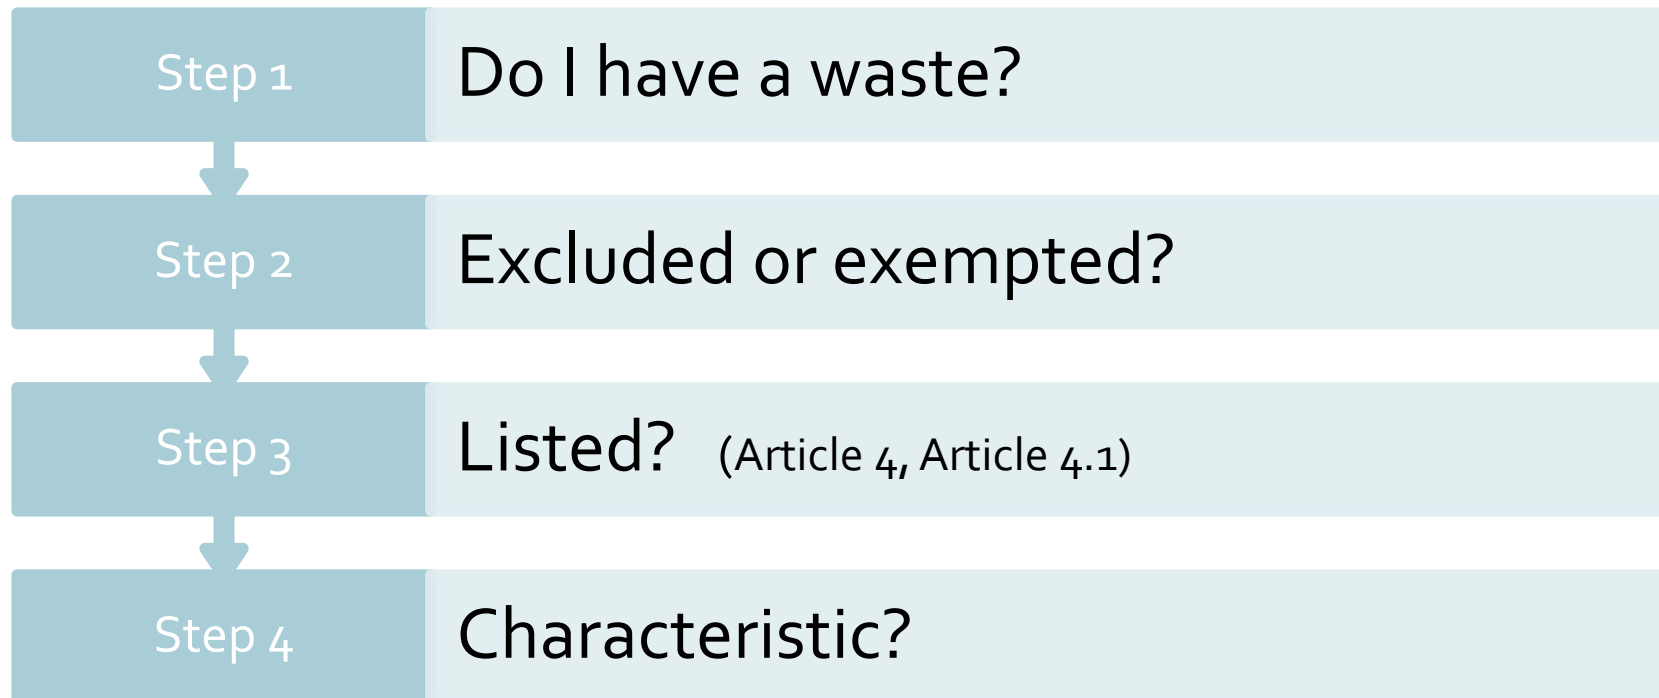 Step 1
Do I have a waste?
Step 2
Excluded or exempted?
Step 3
Listed? (Article 4, Article 4.1)
Step 4
Characteristic?